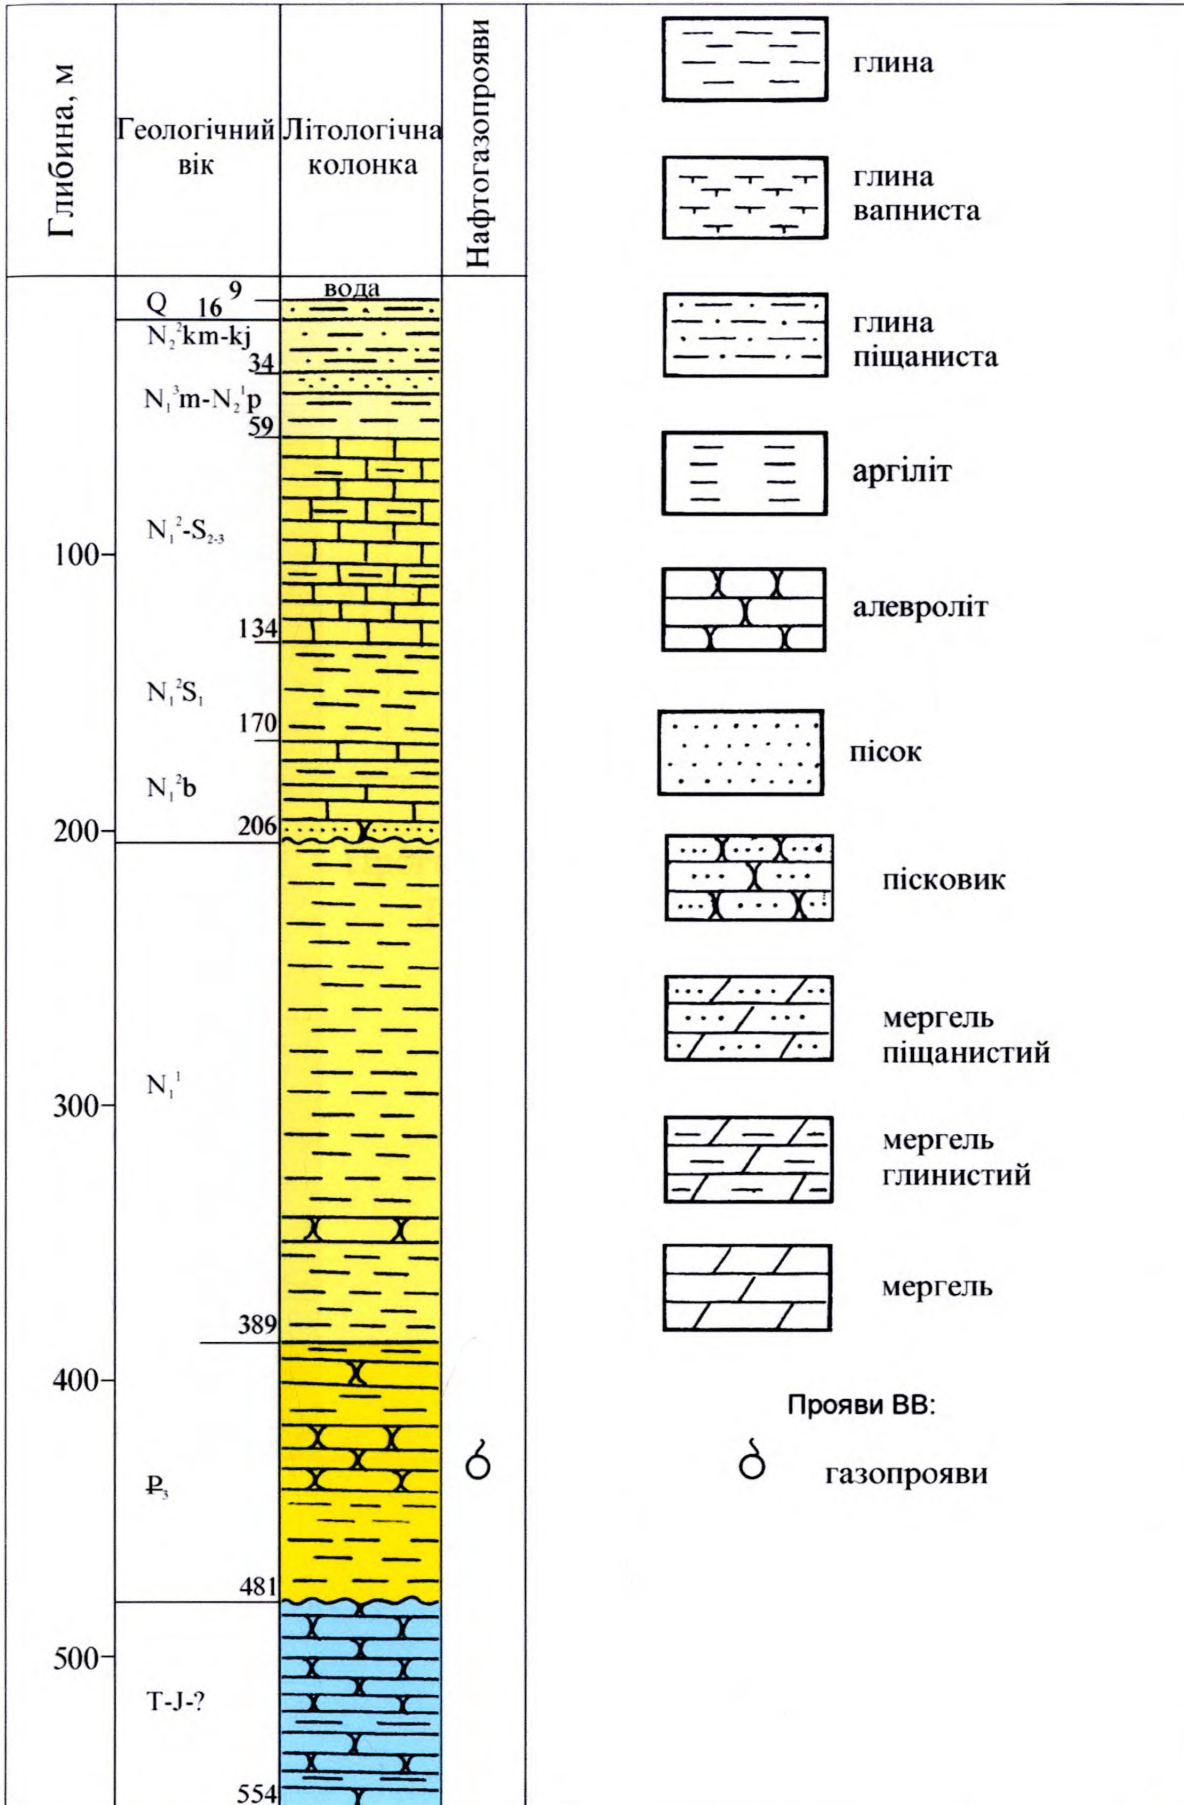 Глибина, м
Геологічний
вік
Літологічна
колонка
Нафтогазопрояви
вода
9
Q 16
N₂²km-kj
34
N₁³m-N₂¹p
59
N₁²-S₂₋₃
100
134
N₁²S₁
170
N₁²b
200
206
N₁¹
300
389
400
₽₃
481
500
T-J-?
554
глина
глина
вапниста
глина
піщаниста
аргіліт
алевроліт
пісок
пісковик
мергель
піщанистий
мергель
глинистий
мергель
Прояви ВВ:
газопрояви